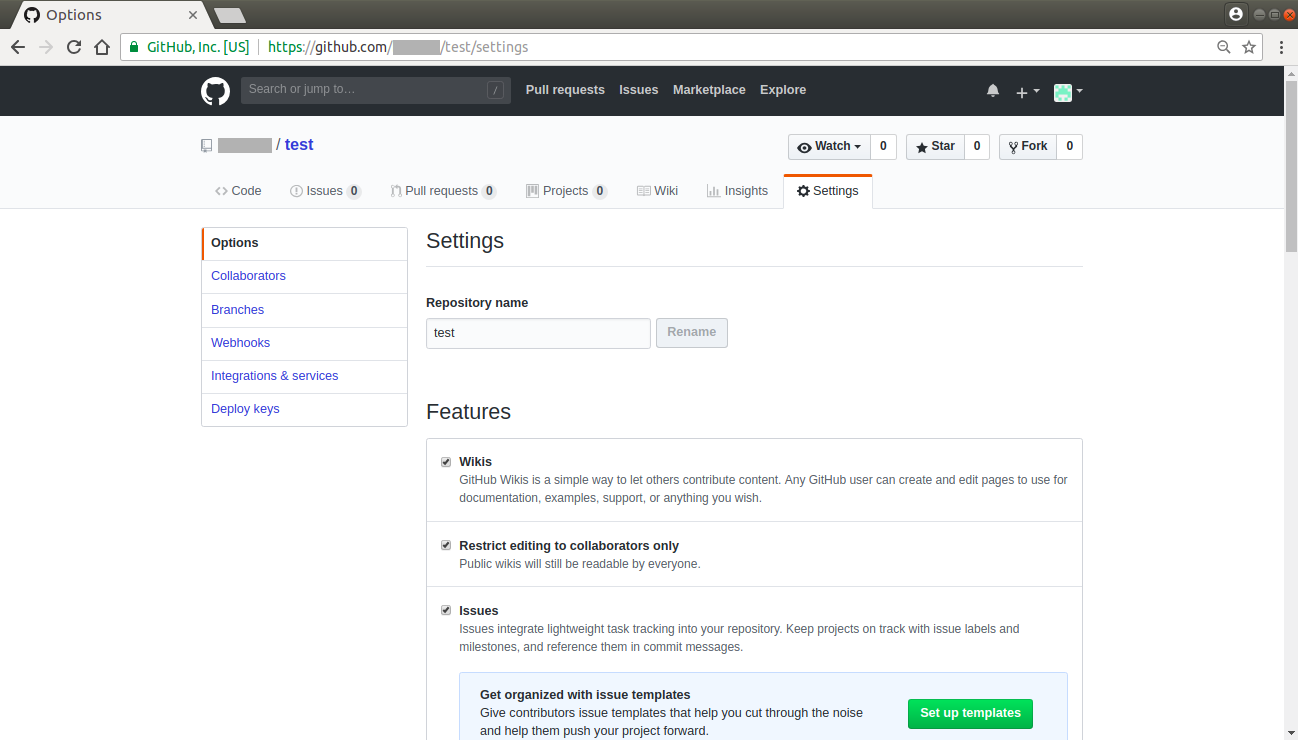 Options
GitHub, Inc. [US] https://github.com/ /test/settings
Search or jump to… / Pull requests Issues Marketplace Explore
/ test
Watch 0 Star 0 Fork 0
Code Issues 0 Pull requests 0 Projects 0 Wiki Insights Settings
Options
Collaborators
Branches
Webhooks
Integrations & services
Deploy keys
Settings
Repository name
test Rename
Features
Wikis
GitHub Wikis is a simple way to let others contribute content. Any GitHub user can create and edit pages to use for
documentation, examples, support, or anything you wish.
Restrict editing to collaborators only
Public wikis will still be readable by everyone.
Issues
Issues integrate lightweight task tracking into your repository. Keep projects on track with issue labels and
milestones, and reference them in commit messages.
Get organized with issue templates
Give contributors issue templates that help you cut through the noise
and help them push your project forward.
Set up templates